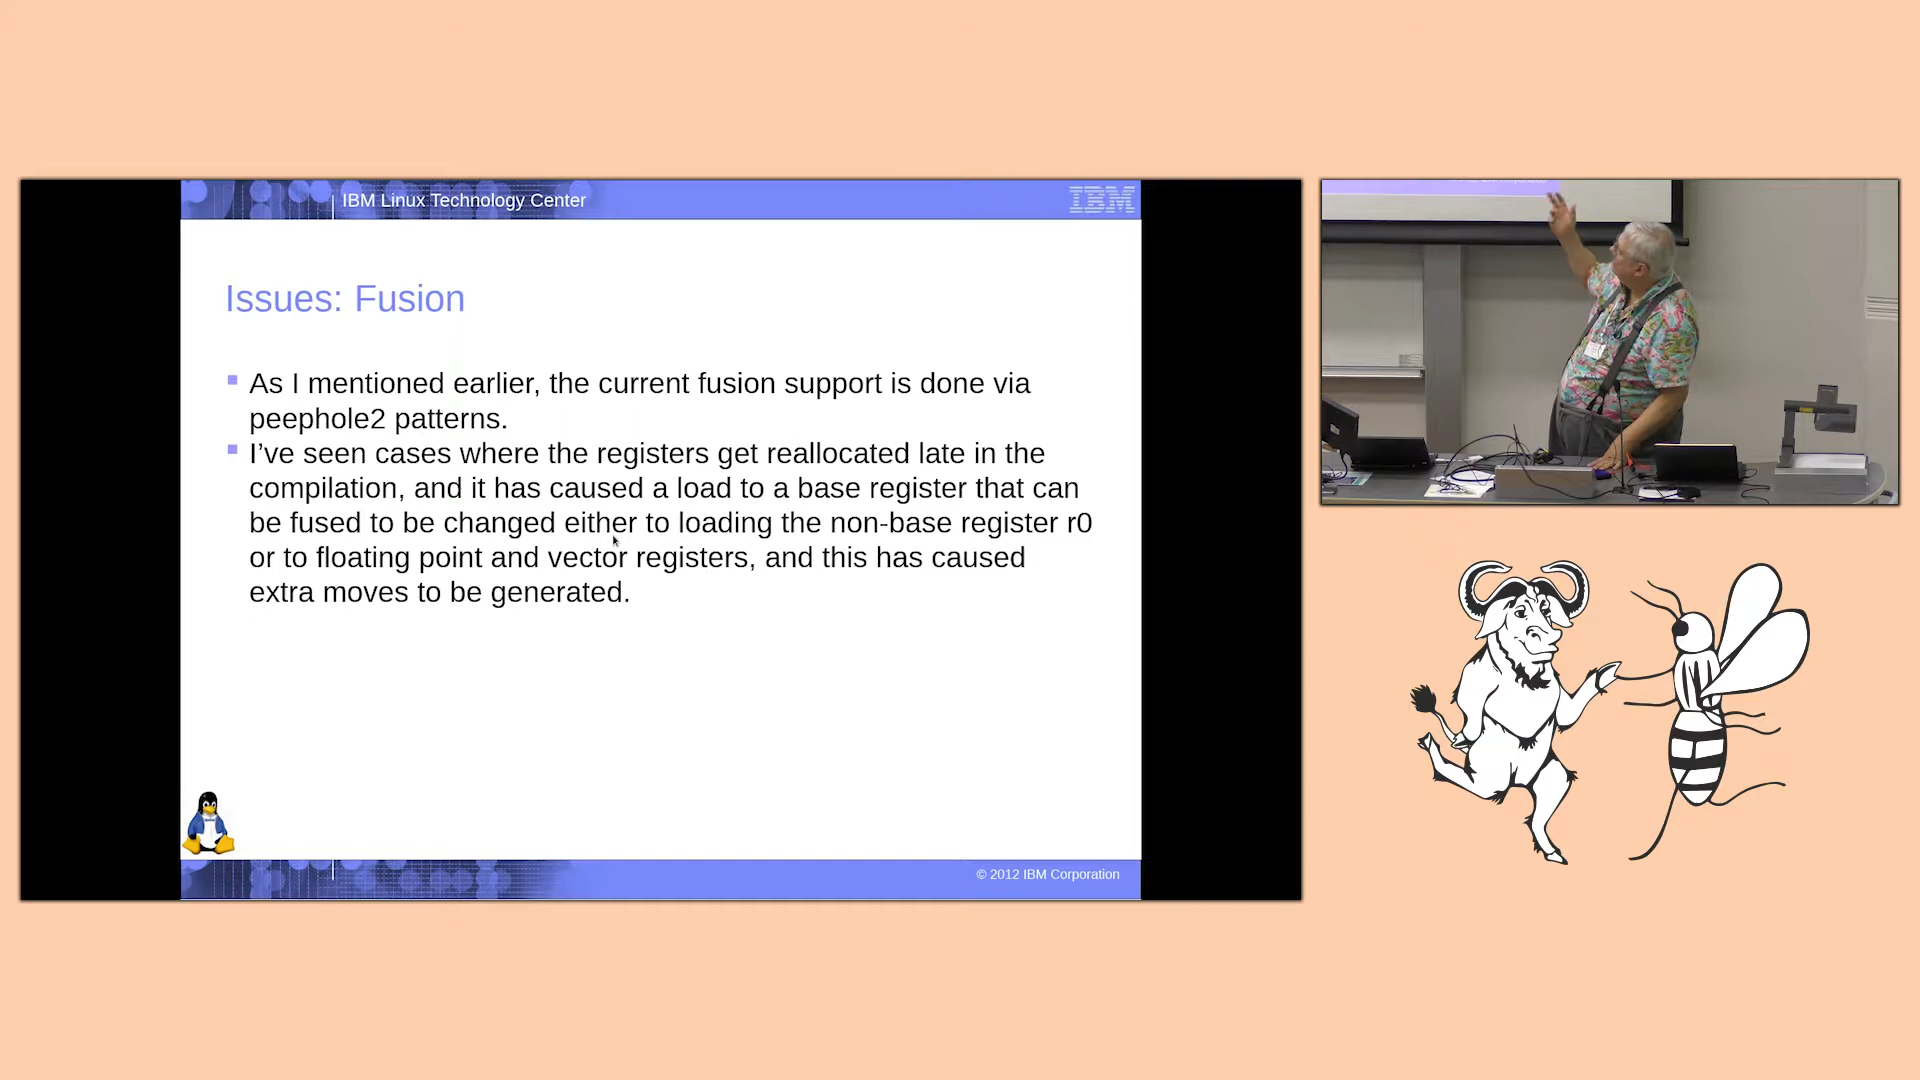 IBM Linux Technology Center
IBM
Issues: Fusion
As I mentioned earlier, the current fusion support is done via
peephole2 patterns.
I’ve seen cases where the registers get reallocated late in the
compilation, and it has caused a load to a base register that can
be fused to be changed either to loading the non-base register r0
or to floating point and vector registers, and this has caused
extra moves to be generated.
© 2012 IBM Corporation